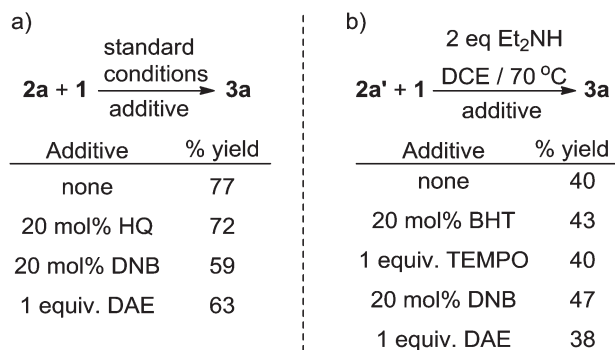 a)
standard
conditions
2a + 1 → 3a
additive
Additive % yield
none 77
20 mol% HQ 72
20 mol% DNB 59
1 equiv. DAE 63
b)
2 eq Et₂NH
DCE / 70 °C
2a' + 1 → 3a
additive
Additive % yield
none 40
20 mol% BHT 43
1 equiv. TEMPO 40
20 mol% DNB 47
1 equiv. DAE 38